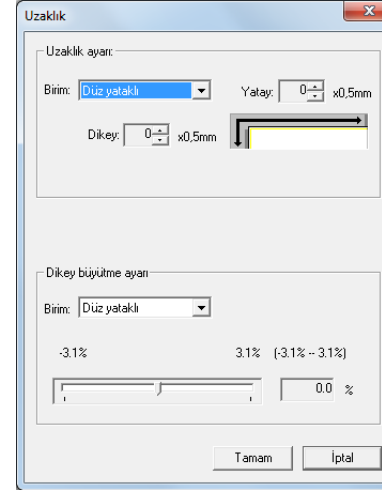 Uzaklık
Uzaklık ayarı:
Birim: Düz yataklı Yatay: 0 x0,5mm
Dikey: 0 x0,5mm
Dikey büyütme ayarı
Birim: Düz yataklı
-3.1% 3.1% (-3.1% -- 3.1%)
0.0 %
Tamam İptal